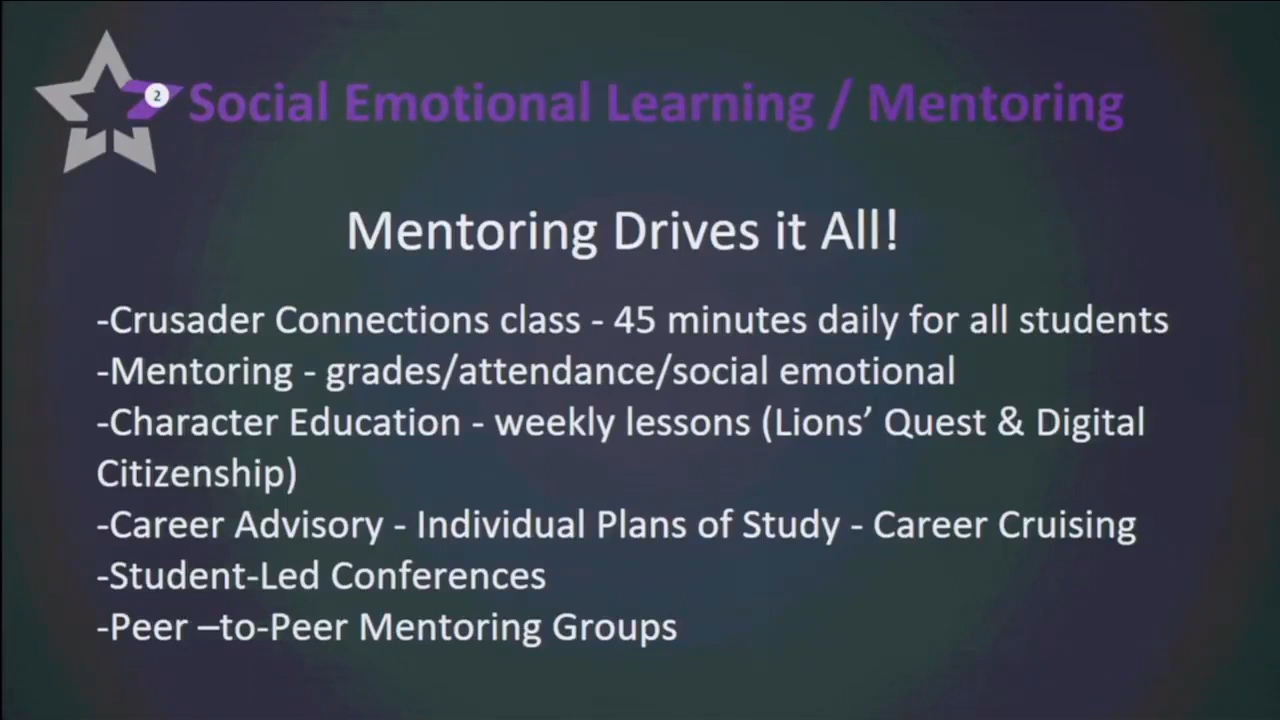 2
Social Emotional Learning / Mentoring
Mentoring Drives it All!
-Crusader Connections class - 45 minutes daily for all students
-Mentoring - grades/attendance/social emotional
-Character Education - weekly lessons (Lions’ Quest & Digital
Citizenship)
-Career Advisory - Individual Plans of Study - Career Cruising
-Student-Led Conferences
-Peer –to-Peer Mentoring Groups